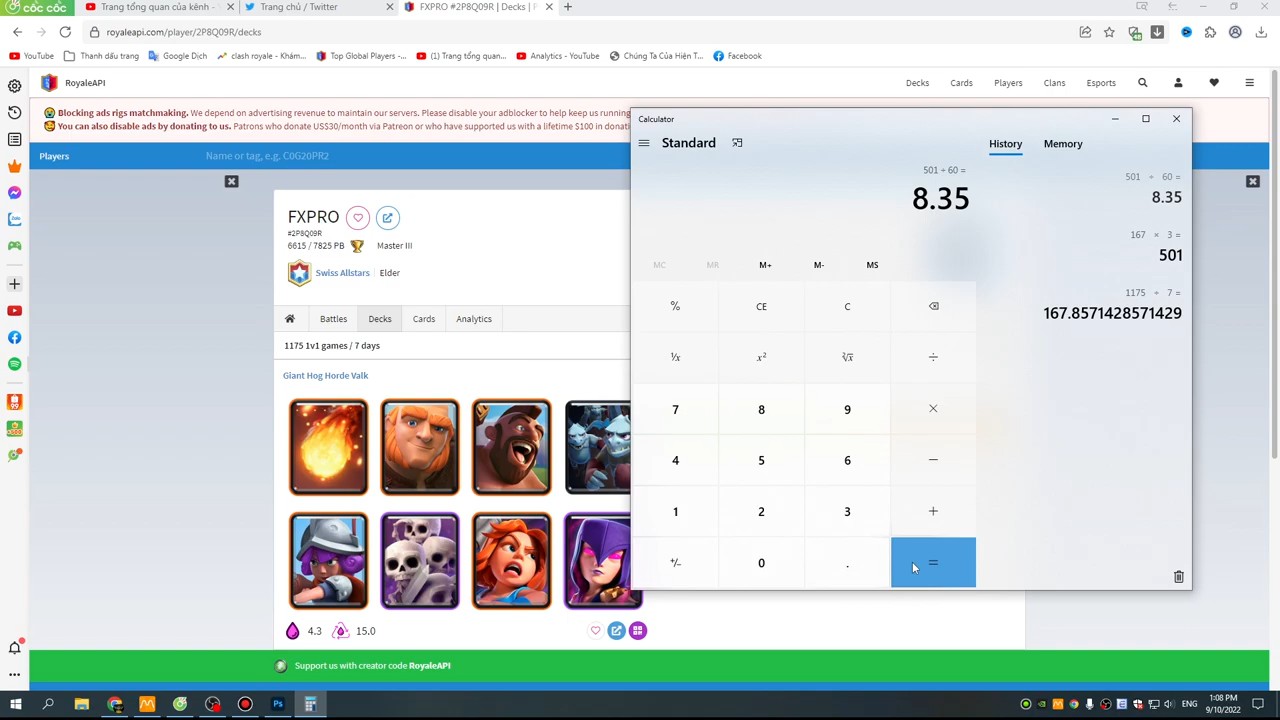 cốc cốc
Trang tổng quan của kênh -
Trang chủ / Twitter
FXPRO #2P8Q09R | Decks |
royaleapi.com/player/2P8Q09R/decks
YouTube
Thanh dấu trang
Google Dịch
clash royale - Khám...
Top Global Players -...
(1) Trang tổng quan...
Analytics - YouTube
Chúng Ta Của Hiện T...
Facebook
RoyaleAPI
Decks
Cards
Players
Clans
Esports
Blocking ads rigs matchmaking. We depend on advertising revenue to maintain our servers. Please disable your adblocker to help keep us running
You can also disable ads by donating to us. Patrons who donate US$30/month via Patreon or who have supported us with a lifetime $100 in donati
Players
Name or tag, e.g. C0G20PR2
FXPRO
#2P8Q09R
6615 / 7825 PB
Master III
Swiss Allstars
Elder
Battles
Decks
Cards
Analytics
1175 1v1 games / 7 days
Giant Hog Horde Valk
4.3
15.0
Support us with creator code RoyaleAPI
Calculator
Standard
History
Memory
501 ÷ 60 =
8.35
501 ÷ 60 =
8.35
167 × 3 =
501
1175 ÷ 7 =
167.8571428571429
MC
MR
M+
M-
MS
%
CE
C
¹/x
x²
²√x
÷
7
8
9
×
4
5
6
−
1
2
3
+
+/−
0
.
=
Ps
ENG
1:08 PM
9/10/2022